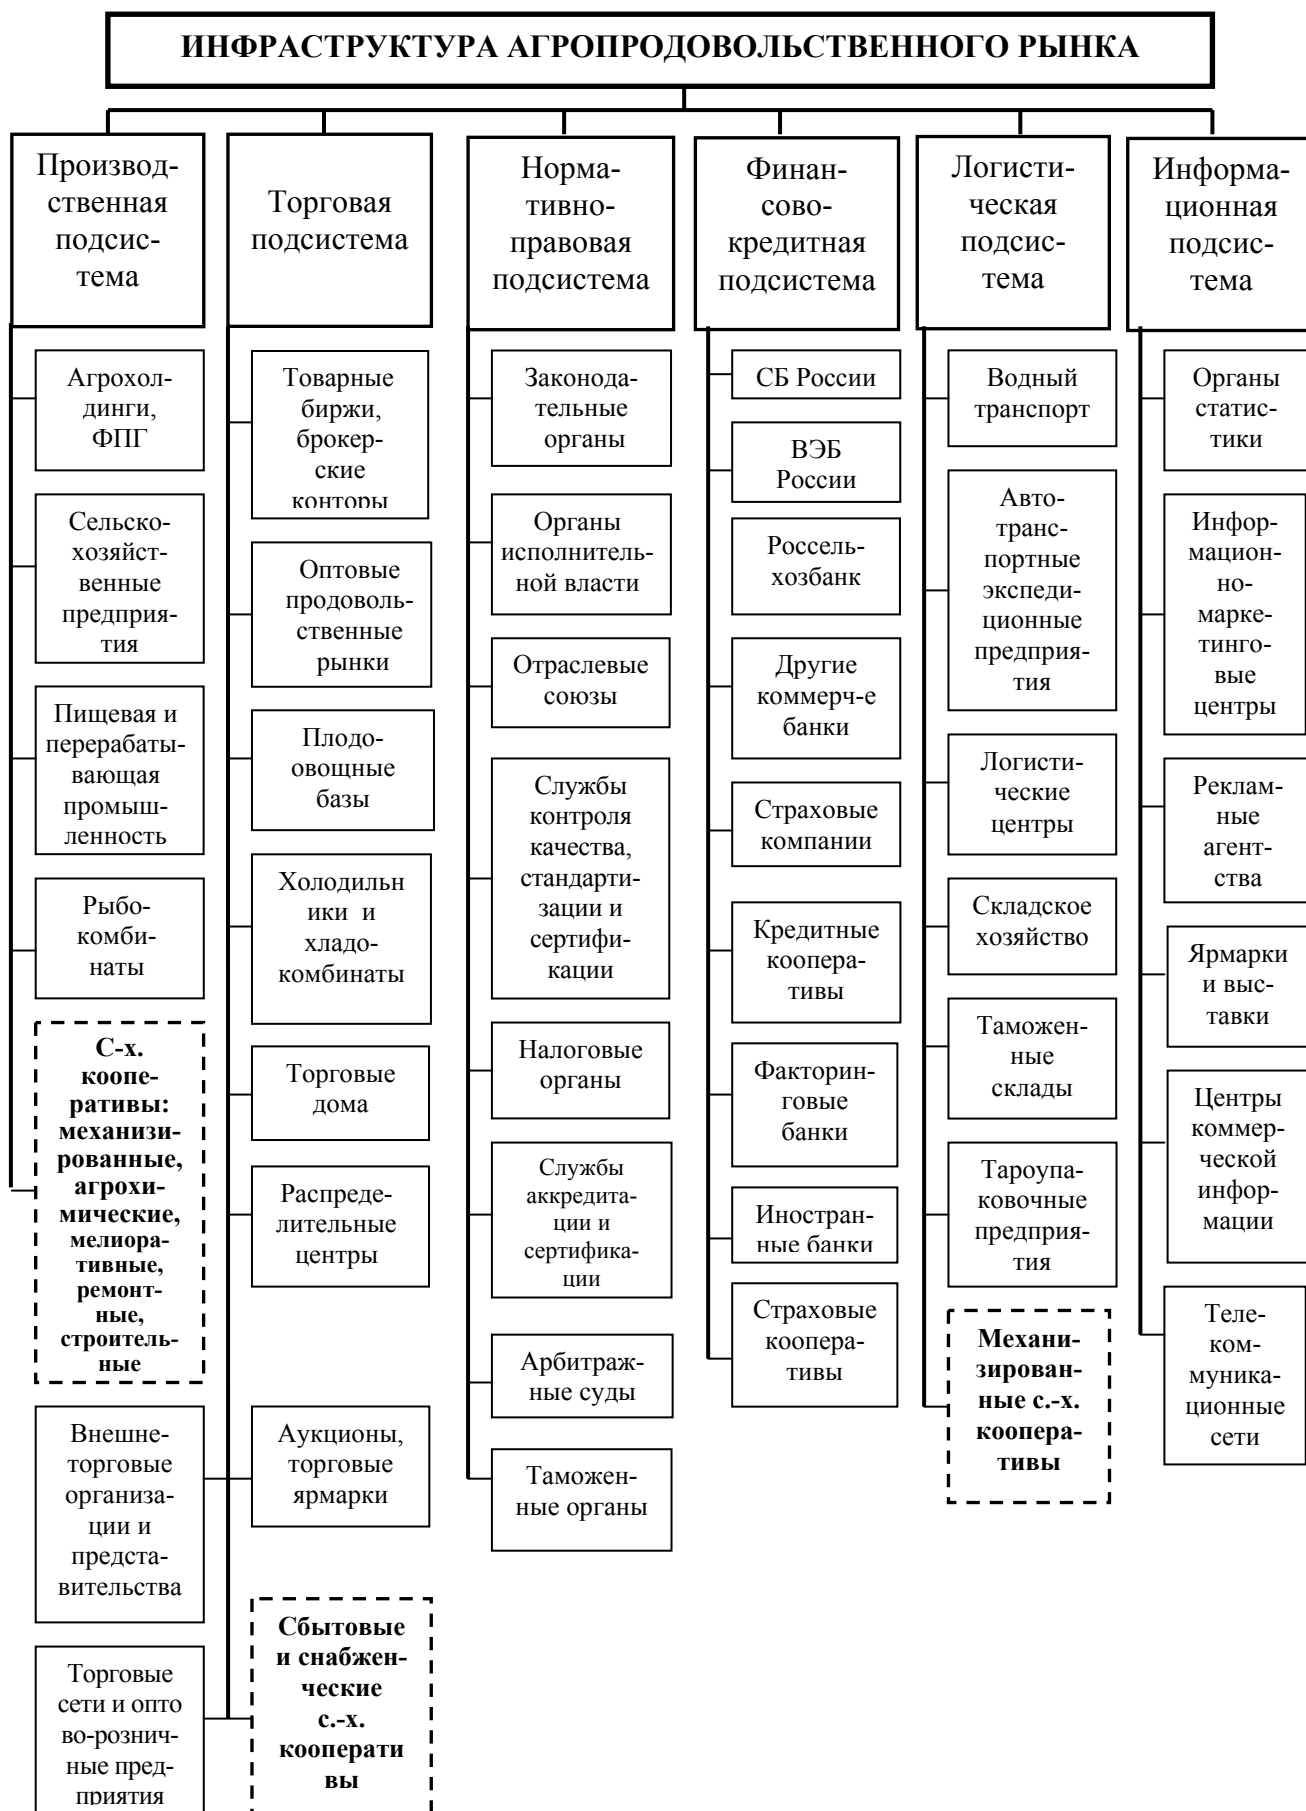 ИНФРАСТРУКТУРА АГРОПРОДОВОЛЬСТВЕННОГО РЫНКА
Производ-
ственная
подсис-
тема
Агрохол-
динги,
ФПГ
Сельско-
хозяйст-
венные
предприя-
тия
Пищевая и
перерабаты-
вающая
промыш-
ленность
Рыбо-
комби-
наты
С-х.
коопе-
ративы:
механизи-
рованные,
агрохи-
мические,
мелиора-
тивные,
ремонт-
ные,
строитель-
ные
Торговая
подсистема
Товарные
биржи,
брокер-
ские
конторы
Оптовые
продоволь-
ственные
рынки
Плодо-
овощные
базы
Холодильн
ики и
хладо-
комбинаты
Торговые
дома
Распреде-
лительные
центры
Внешне-
торговые
организа-
ции и
предста-
вительства
Аукционы,
торговые
ярмарки
Торговые
сети и опто
во-рознич-
ные пред-
приятия
Сбытовые
и снабжен-
ческие
с.-х.
кооперати
вы
Норма-
тивно-
правовая
подсистема
Законода-
тельные
органы
Органы
исполнитель-
ной власти
Отраслевые
союзы
Службы
контроля
качества,
стандарти-
зации и
сертифи-
кации
Налоговые
органы
Службы
аккредита-
ции и
сертифика-
ции
Арбитраж-
ные суды
Таможен-
ные органы
Финан-
сово-
кредитная
подсистема
СБ России
ВЭБ
России
Россель-
хозбанк
Другие
коммерч-е
банки
Страховые
компании
Кредитные
коопера-
тивы
Факторин-
говые
банки
Иностран-
ные банки
Страховые
коопера-
тивы
Логисти-
ческая
подсис-
тема
Водный
транспорт
Авто-
транс-
портные
экспеди-
ционные
предприя-
тия
Логисти-
ческие
центры
Складское
хозяйство
Таможен-
ные
склады
Тароупа-
ковочные
предприя-
тия
Механи-
зирован-
ные с.-х.
коопера-
тивы
Информа-
ционная
подсис-
тема
Органы
статис-
тики
Инфор-
мацион-
но-
марке-
тинго-
вые
центры
Реклам-
ные
агент-
ства
Ярмарки
и выс-
тавки
Центры
коммер-
ческой
инфор-
мации
Теле-
ком-
муника-
ционные
сети